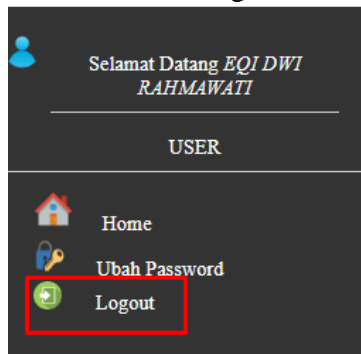 Selamat Datang EQI DWI
RAHMAWATI
USER
Home
Ubah Password
Logout